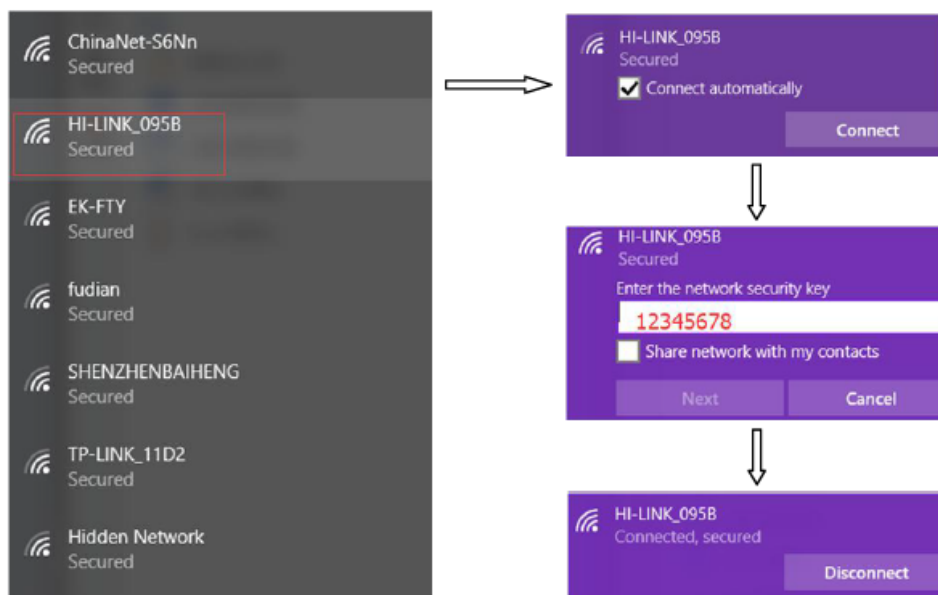 ChinaNet-S6Nn
Secured
HI-LINK_095B
Secured
EK-FTY
Secured
fudian
Secured
SHENZHENBAIHENG
Secured
TP-LINK_11D2
Secured
Hidden Network
Secured
HI-LINK_095B
Secured
Connect automatically
Connect
HI-LINK_095B
Secured
Enter the network security key
12345678
Share network with my contacts
Next Cancel
HI-LINK_095B
Connected, secured
Disconnect